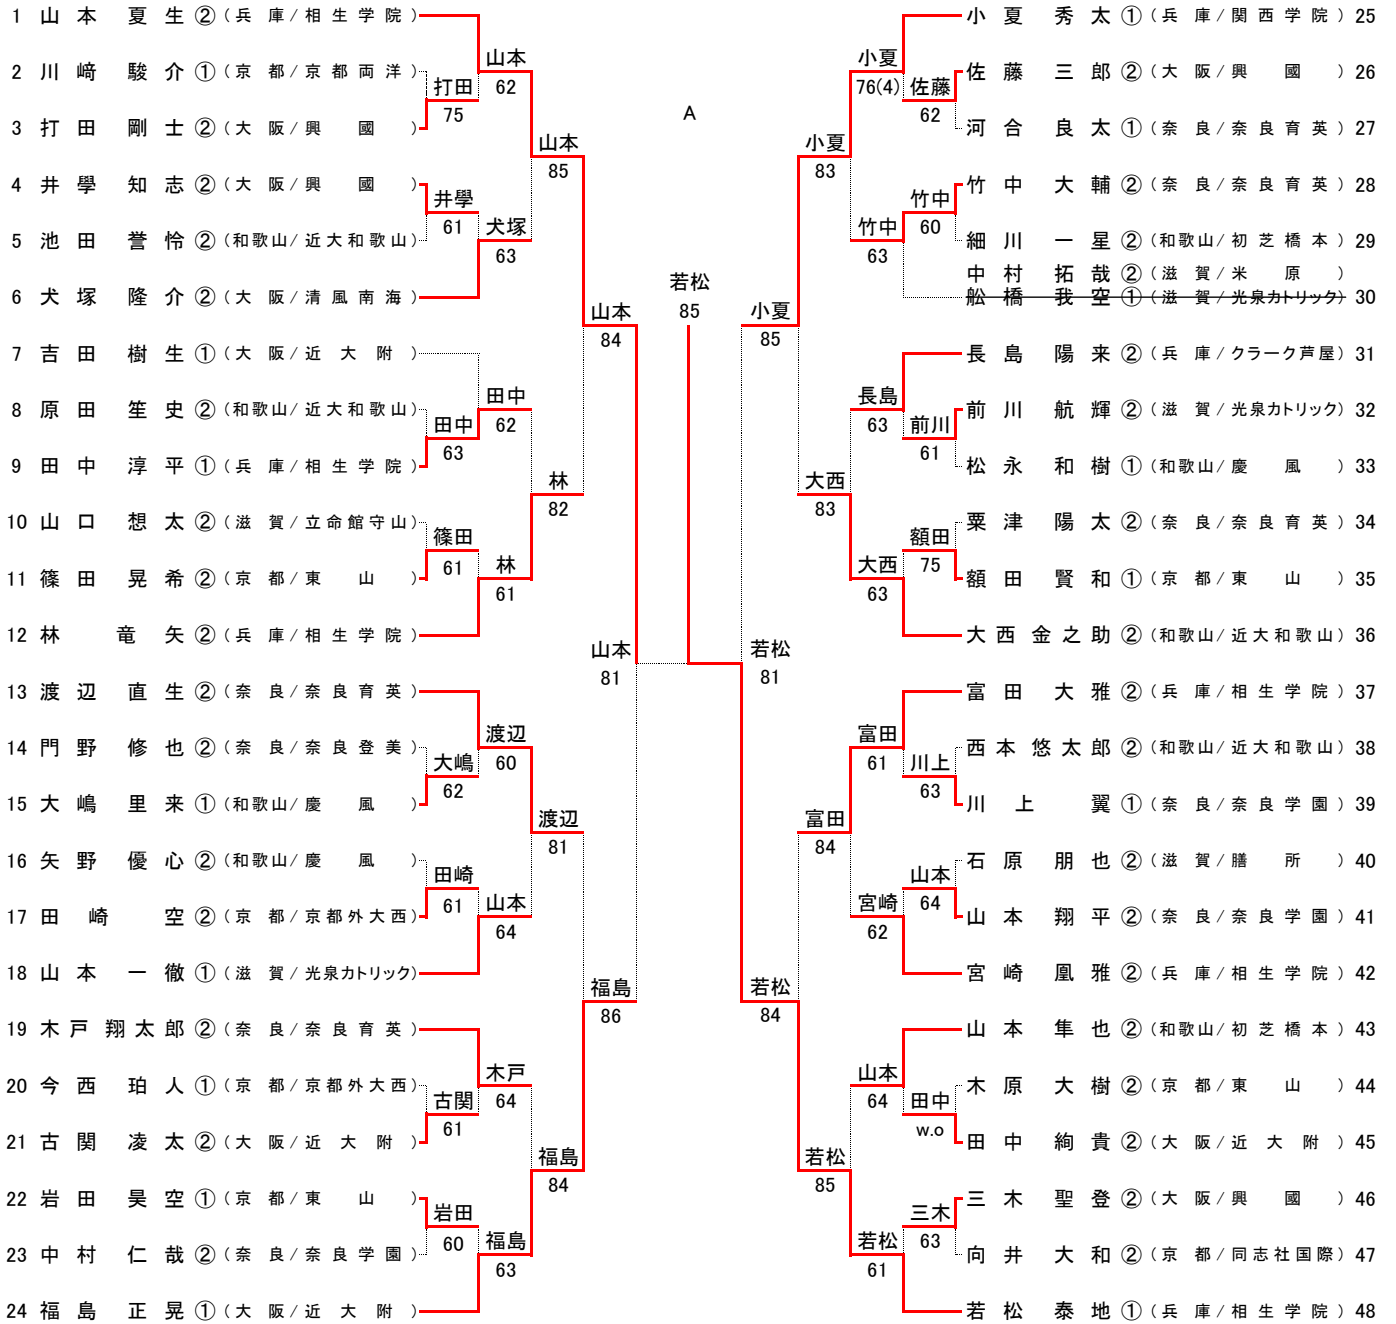 1 山本 夏生 ② (兵庫/相生学院)
2 川﨑 駿介 ① (京都/京都両洋)
3 打田 剛士 ② (大阪/興國)
4 井學 知志 ② (大阪/興國)
5 池田 誉怜 ② (和歌山/近大和歌山)
6 犬塚 隆介 ② (大阪/清風南海)
7 吉田 樹生 ① (大阪/近大附)
8 原田 笙史 ② (和歌山/近大和歌山)
9 田中 淳平 ① (兵庫/相生学院)
10 山口 想太 ② (滋賀/立命館守山)
11 篠田 晃希 ② (京都/東山)
12 林 竜矢 ② (兵庫/相生学院)
13 渡辺 直生 ② (奈良/奈良育英)
14 門野 修也 ② (奈良/奈良登美)
15 大嶋 里来 ① (和歌山/慶風)
16 矢野 優心 ② (和歌山/慶風)
17 田崎 空 ② (京都/京都外大西)
18 山本 一徹 ① (滋賀/光泉カトリック)
19 木戸 翔太郎 ② (奈良/奈良育英)
20 今西 珀人 ① (京都/京都外大西)
21 古関 凌太 ② (大阪/近大附)
22 岩田 昊空 ① (京都/東山)
23 中村 仁哉 ② (奈良/奈良学園)
24 福島 正晃 ① (大阪/近大附)
打田
75
井學
61
田中
63
篠田
61
大嶋
62
田崎
61
古関
61
岩田
60
山本
62
犬塚
63
田中
62
林
61
渡辺
60
山本
64
木戸
64
福島
63
山本
85
林
82
渡辺
81
福島
84
山本
84
福島
86
山本
81
A
若松
85
若松
81
小夏
85
若松
84
小夏
83
大西
83
富田
84
若松
85
小夏
76(4)
竹中
63
長島
63
大西
63
富田
61
宮崎
62
山本
64
若松
61
佐藤
62
竹中
60
前川
61
額田
75
川上
63
山本
64
田中
w.o
三木
63
小夏 秀太 ① (兵庫/関西学院) 25
佐藤 三郎 ② (大阪/興國) 26
河合 良太 ① (奈良/奈良育英) 27
竹中 大輔 ② (奈良/奈良育英) 28
細川 一星 ② (和歌山/初芝橋本) 29
中村 拓哉 ② (滋賀/米原)
舩橋 我空 ① (滋賀/光泉カトリック) 30
長島 陽来 ② (兵庫/クラーク芦屋) 31
前川 航輝 ② (滋賀/光泉カトリック) 32
松永 和樹 ① (和歌山/慶風) 33
粟津 陽太 ② (奈良/奈良育英) 34
額田 賢和 ① (京都/東山) 35
大西 金之助 ② (和歌山/近大和歌山) 36
富田 大雅 ② (兵庫/相生学院) 37
西本 悠太郎 ② (和歌山/近大和歌山) 38
川上 翼 ① (奈良/奈良学園) 39
石原 朋也 ② (滋賀/膳所) 40
山本 翔平 ② (奈良/奈良学園) 41
宮崎 凰雅 ② (兵庫/相生学院) 42
山本 隼也 ② (和歌山/初芝橋本) 43
木原 大樹 ② (京都/東山) 44
田中 絢貴 ② (大阪/近大附) 45
三木 聖登 ② (大阪/興國) 46
向井 大和 ② (京都/同志社国際) 47
若松 泰地 ① (兵庫/相生学院) 48